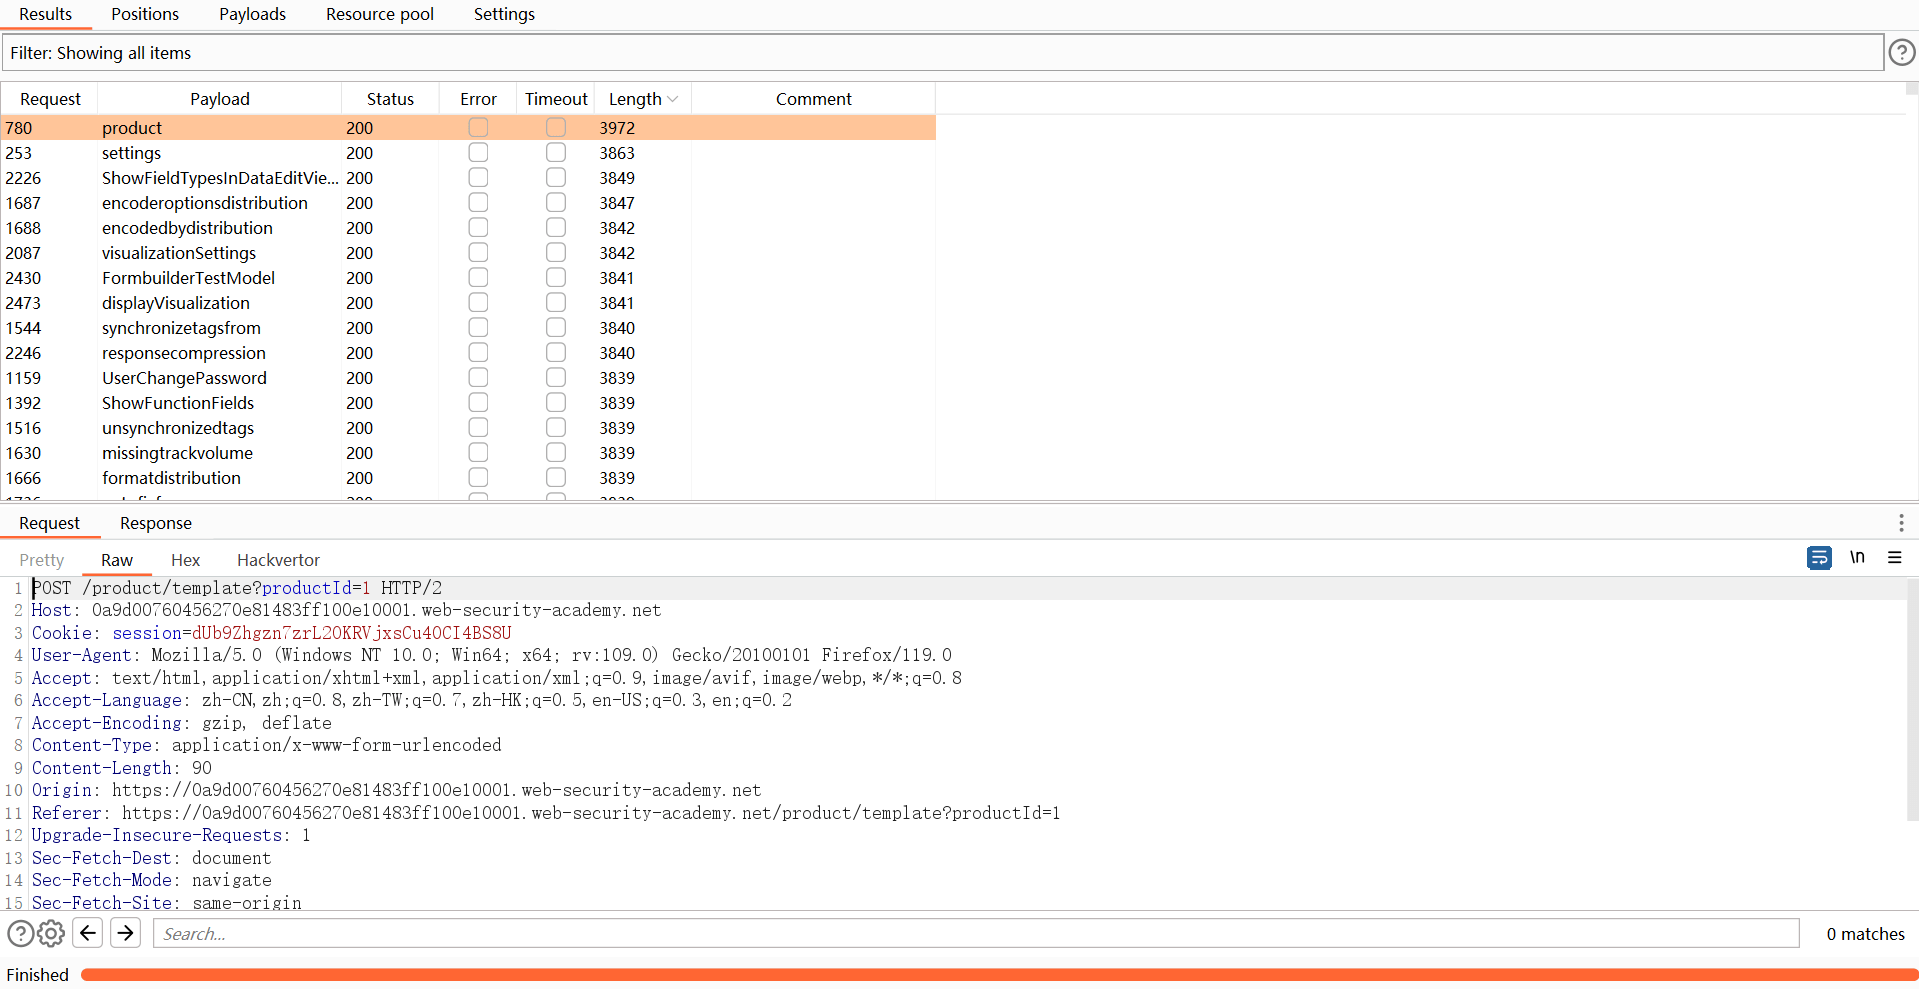 Results Positions Payloads Resource pool Settings
Filter: Showing all items
Request Payload Status Error Timeout Length Comment
780 product 200 3972
253 settings 200 3863
2226 ShowFieldTypesInDataEditVie... 200 3849
1687 encoderoptionsdistribution 200 3847
1688 encodedbydistribution 200 3842
2087 visualizationSettings 200 3842
2430 FormbuilderTestModel 200 3841
2473 displayVisualization 200 3841
1544 synchronizetagsfrom 200 3840
2246 responsecompression 200 3840
1159 UserChangePassword 200 3839
1392 ShowFunctionFields 200 3839
1516 unsynchronizedtags 200 3839
1630 missingtrackvolume 200 3839
1666 formatdistribution 200 3839
Request Response
Pretty Raw Hex Hackvertor \n
1 POST /product/template?productId=1 HTTP/2
2 Host: 0a9d00760456270e81483ff100e10001.web-security-academy.net
3 Cookie: session=dUb9Zhgzn7zrL2OKRVjxsCu40CI4BS8U
4 User-Agent: Mozilla/5.0 (Windows NT 10.0; Win64; x64; rv:109.0) Gecko/20100101 Firefox/119.0
5 Accept: text/html,application/xhtml+xml,application/xml;q=0.9,image/avif,image/webp,*/*;q=0.8
6 Accept-Language: zh-CN,zh;q=0.8,zh-TW;q=0.7,zh-HK;q=0.5,en-US;q=0.3,en;q=0.2
7 Accept-Encoding: gzip, deflate
8 Content-Type: application/x-www-form-urlencoded
9 Content-Length: 90
10 Origin: https://0a9d00760456270e81483ff100e10001.web-security-academy.net
11 Referer: https://0a9d00760456270e81483ff100e10001.web-security-academy.net/product/template?productId=1
12 Upgrade-Insecure-Requests: 1
13 Sec-Fetch-Dest: document
14 Sec-Fetch-Mode: navigate
15 Sec-Fetch-Site: same-origin
Search... 0 matches
Finished